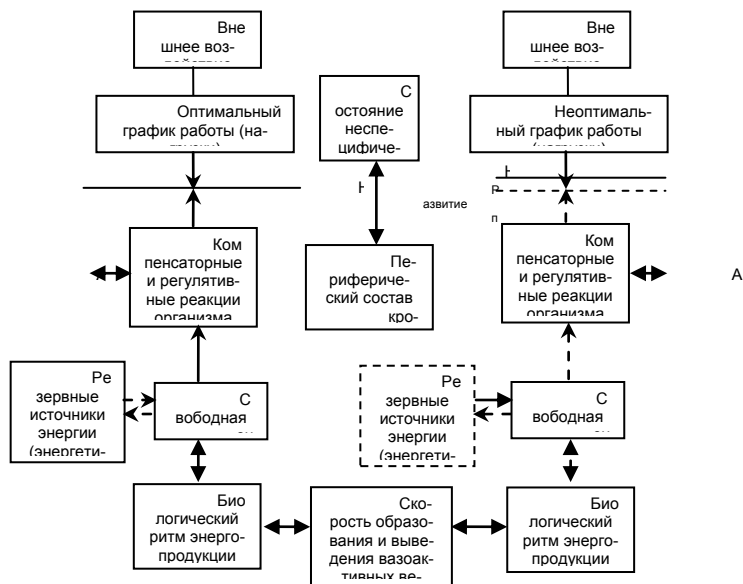 Вне
шнее воз-
Оптимальный
график работы (на-
С
остояние
неспе-
цифиче-
Вне
шнее воз-
Неоптималь-
ный график работы
Н
Н
Р
азвитие
п
Ком
пенсаторные
и регулятив-
ные реакции
организма
Пе-
риферичес-
кий состав
кро-
Ком
пенсаторные
и регулятив-
ные реакции
организма
А
Ре
зервные
источники
энергии
(энергети-
С
вободная
Ре
зервные
источники
энергии
(энергети-
С
вободная
Био
логический
ритм энерго-
продукции
Ско-
рость образо-
вания и выве-
дения вазоак-
тивных ве-
Био
логический
ритм энерго-
продукции